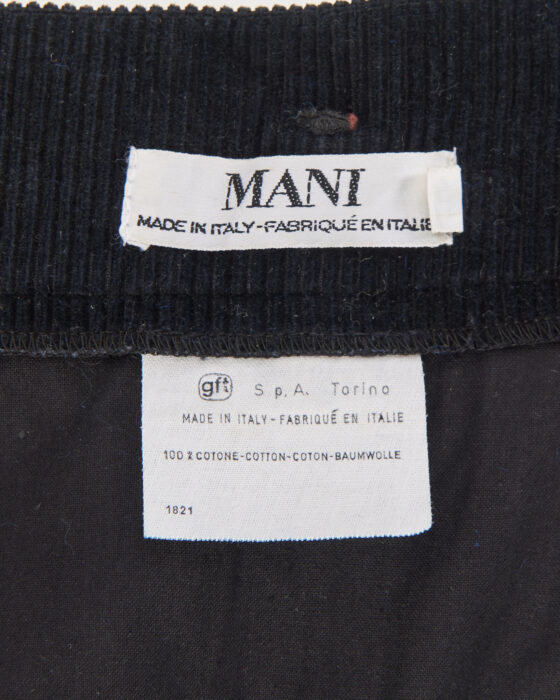 MANI
MADE IN ITALY-FABRIQUÉ EN ITALIE
gft S p. A. Torino
MADE IN ITALY-FABRIQUÉ EN ITALIE
100% COTONE-COTTON-COTON-BAUMWOLLE
1821